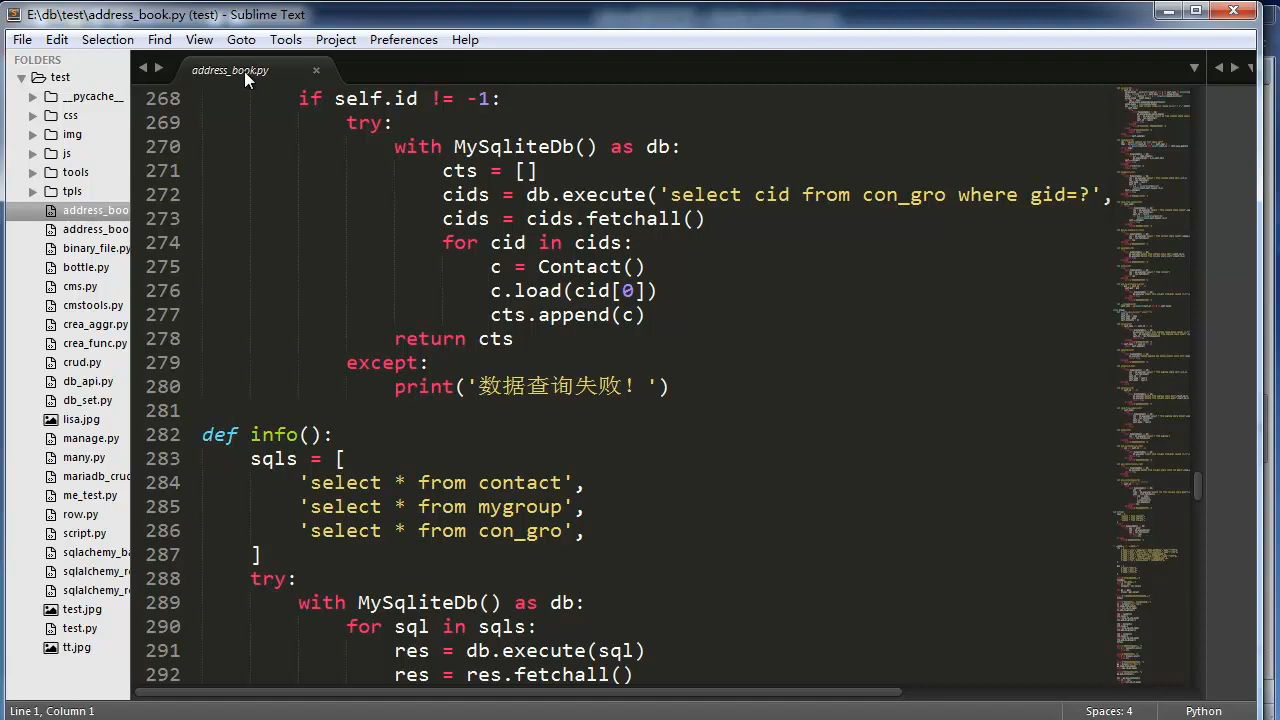 E:\db\test\address_book.py (test) - Sublime Text
File Edit Selection Find View Goto Tools Project Preferences Help
FOLDERS
test
__pycache__
css
img
js
tools
tpls
address_boo
address_boo
binary_file.py
bottle.py
cms.py
cmstools.py
crea_aggr.py
crea_func.py
crud.py
db_api.py
db_set.py
lisa.jpg
manage.py
many.py
mariadb_crud
me_test.py
row.py
script.py
sqlachemy_ba
sqlalchemy_re
sqlalchemy_re
test.jpg
test.py
tt.jpg
address_book.py
268 if self.id != -1:
269 try:
270 with MySqliteDb() as db:
271 cts = []
272 cids = db.execute('select cid from con_gro where gid=?',
273 cids = cids.fetchall()
274 for cid in cids:
275 c = Contact()
276 c.load(cid[0])
277 cts.append(c)
278 return cts
279 except:
280 print('数据查询失败！')
281
282 def info():
283 sqls = [
284 'select * from contact',
285 'select * from mygroup',
286 'select * from con_gro',
287 ]
288 try:
289 with MySqliteDb() as db:
290 for sql in sqls:
291 res = db.execute(sql)
292 res = res.fetchall()
Line 1, Column 1
Spaces: 4
Python